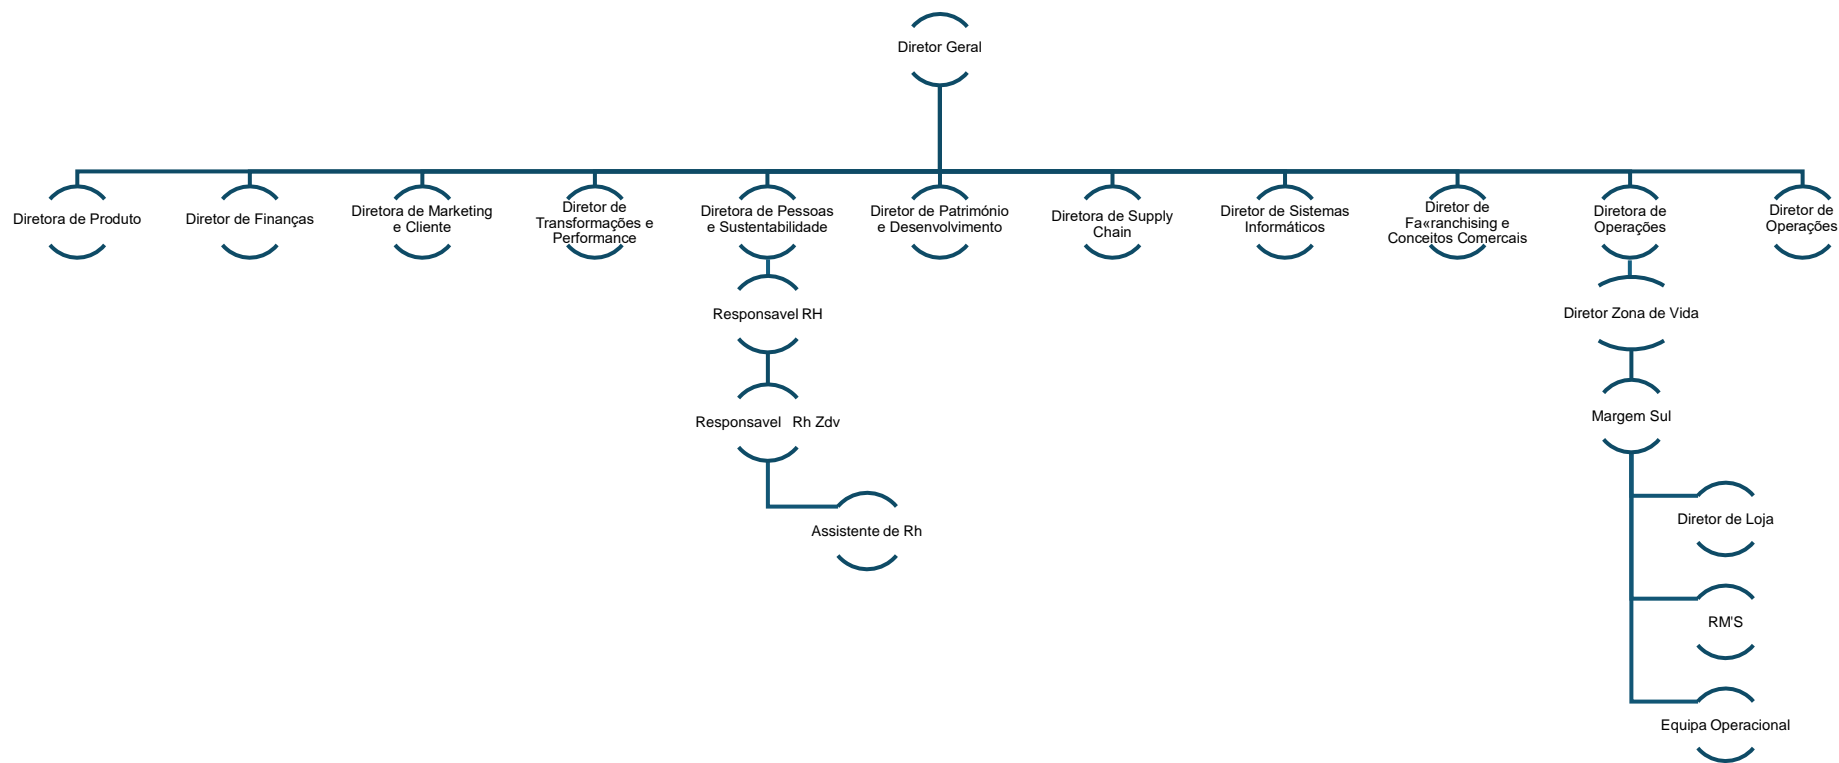 Diretor Geral
Diretora de Produto
Diretor de Finanças
Diretora de Marketing
e Cliente
Diretor de
Transformações e
Performance
Diretora de Pessoas
e Sustentabilidade
Diretor de Património
e Desenvolvimento
Diretora de Supply
Chain
Diretor de Sistemas
Informáticos
Diretor de
Fa«ranchising e
Conceitos Comercais
Diretora de
Operações
Diretor de
Operações
Responsavel RH
Responsavel Rh Zdv
Assistente de Rh
Diretor Zona de Vida
Margem Sul
Diretor de Loja
RM'S
Equipa Operacional